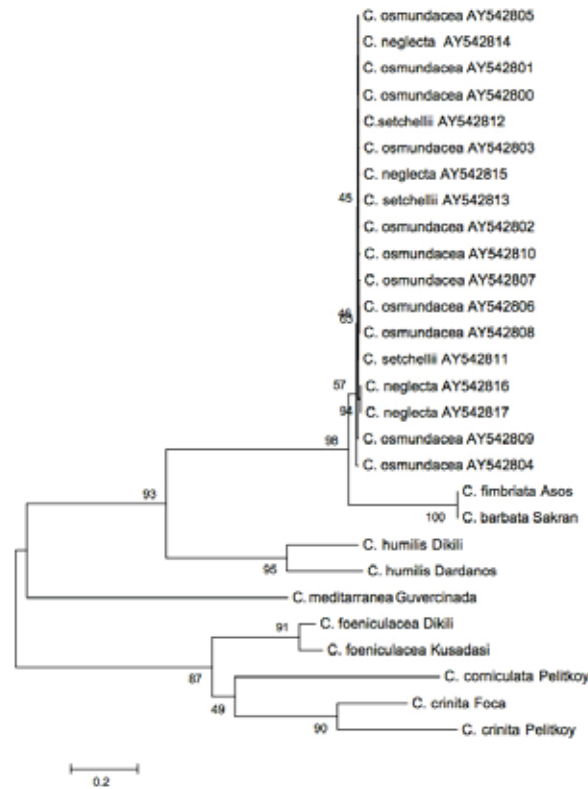 C. osmundacea AY542805
C. neglecta AY542814
C. osmundacea AY542801
C. osmundacea AY542800
C.setchellii AY542812
C. osmundacea AY542803
C. neglecta AY542815
45
C. setchellii AY542813
C. osmundacea AY542802
C. osmundacea AY542810
C. osmundacea AY542807
C. osmundacea AY542806
63
C. osmundacea AY542808
C. setchellii AY542811
57
C. neglecta AY542816
94
C. neglecta AY542817
98
C. osmundacea AY542809
C. osmundacea AY542804
C. fimbriata Asos
93
100
C. barbata Sakran
C. humilis Dikili
95
C. humilis Dardanos
C. meditarranea Guvercinada
C. foeniculacea Dikili
91
C. foeniculacea Kusadasi
87
C. corniculata Pelitkoy
49
C. crinita Foca
90
C. crinita Pelitkoy
0.2